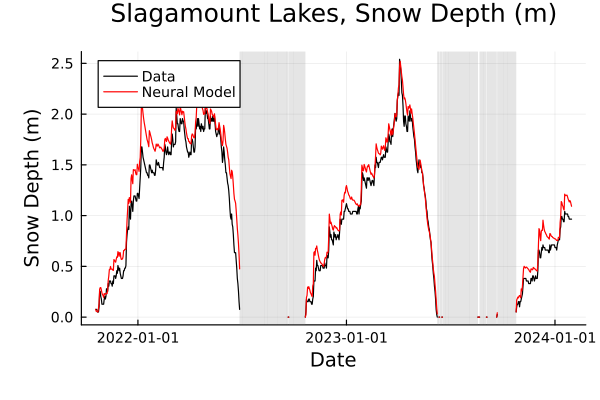 Slagamount Lakes, Snow Depth (m)
Data
Neural Model
Snow Depth (m)
2.5
2.0
1.5
1.0
0.5
0.0
2022-01-01
2023-01-01
2024-01-01
Date